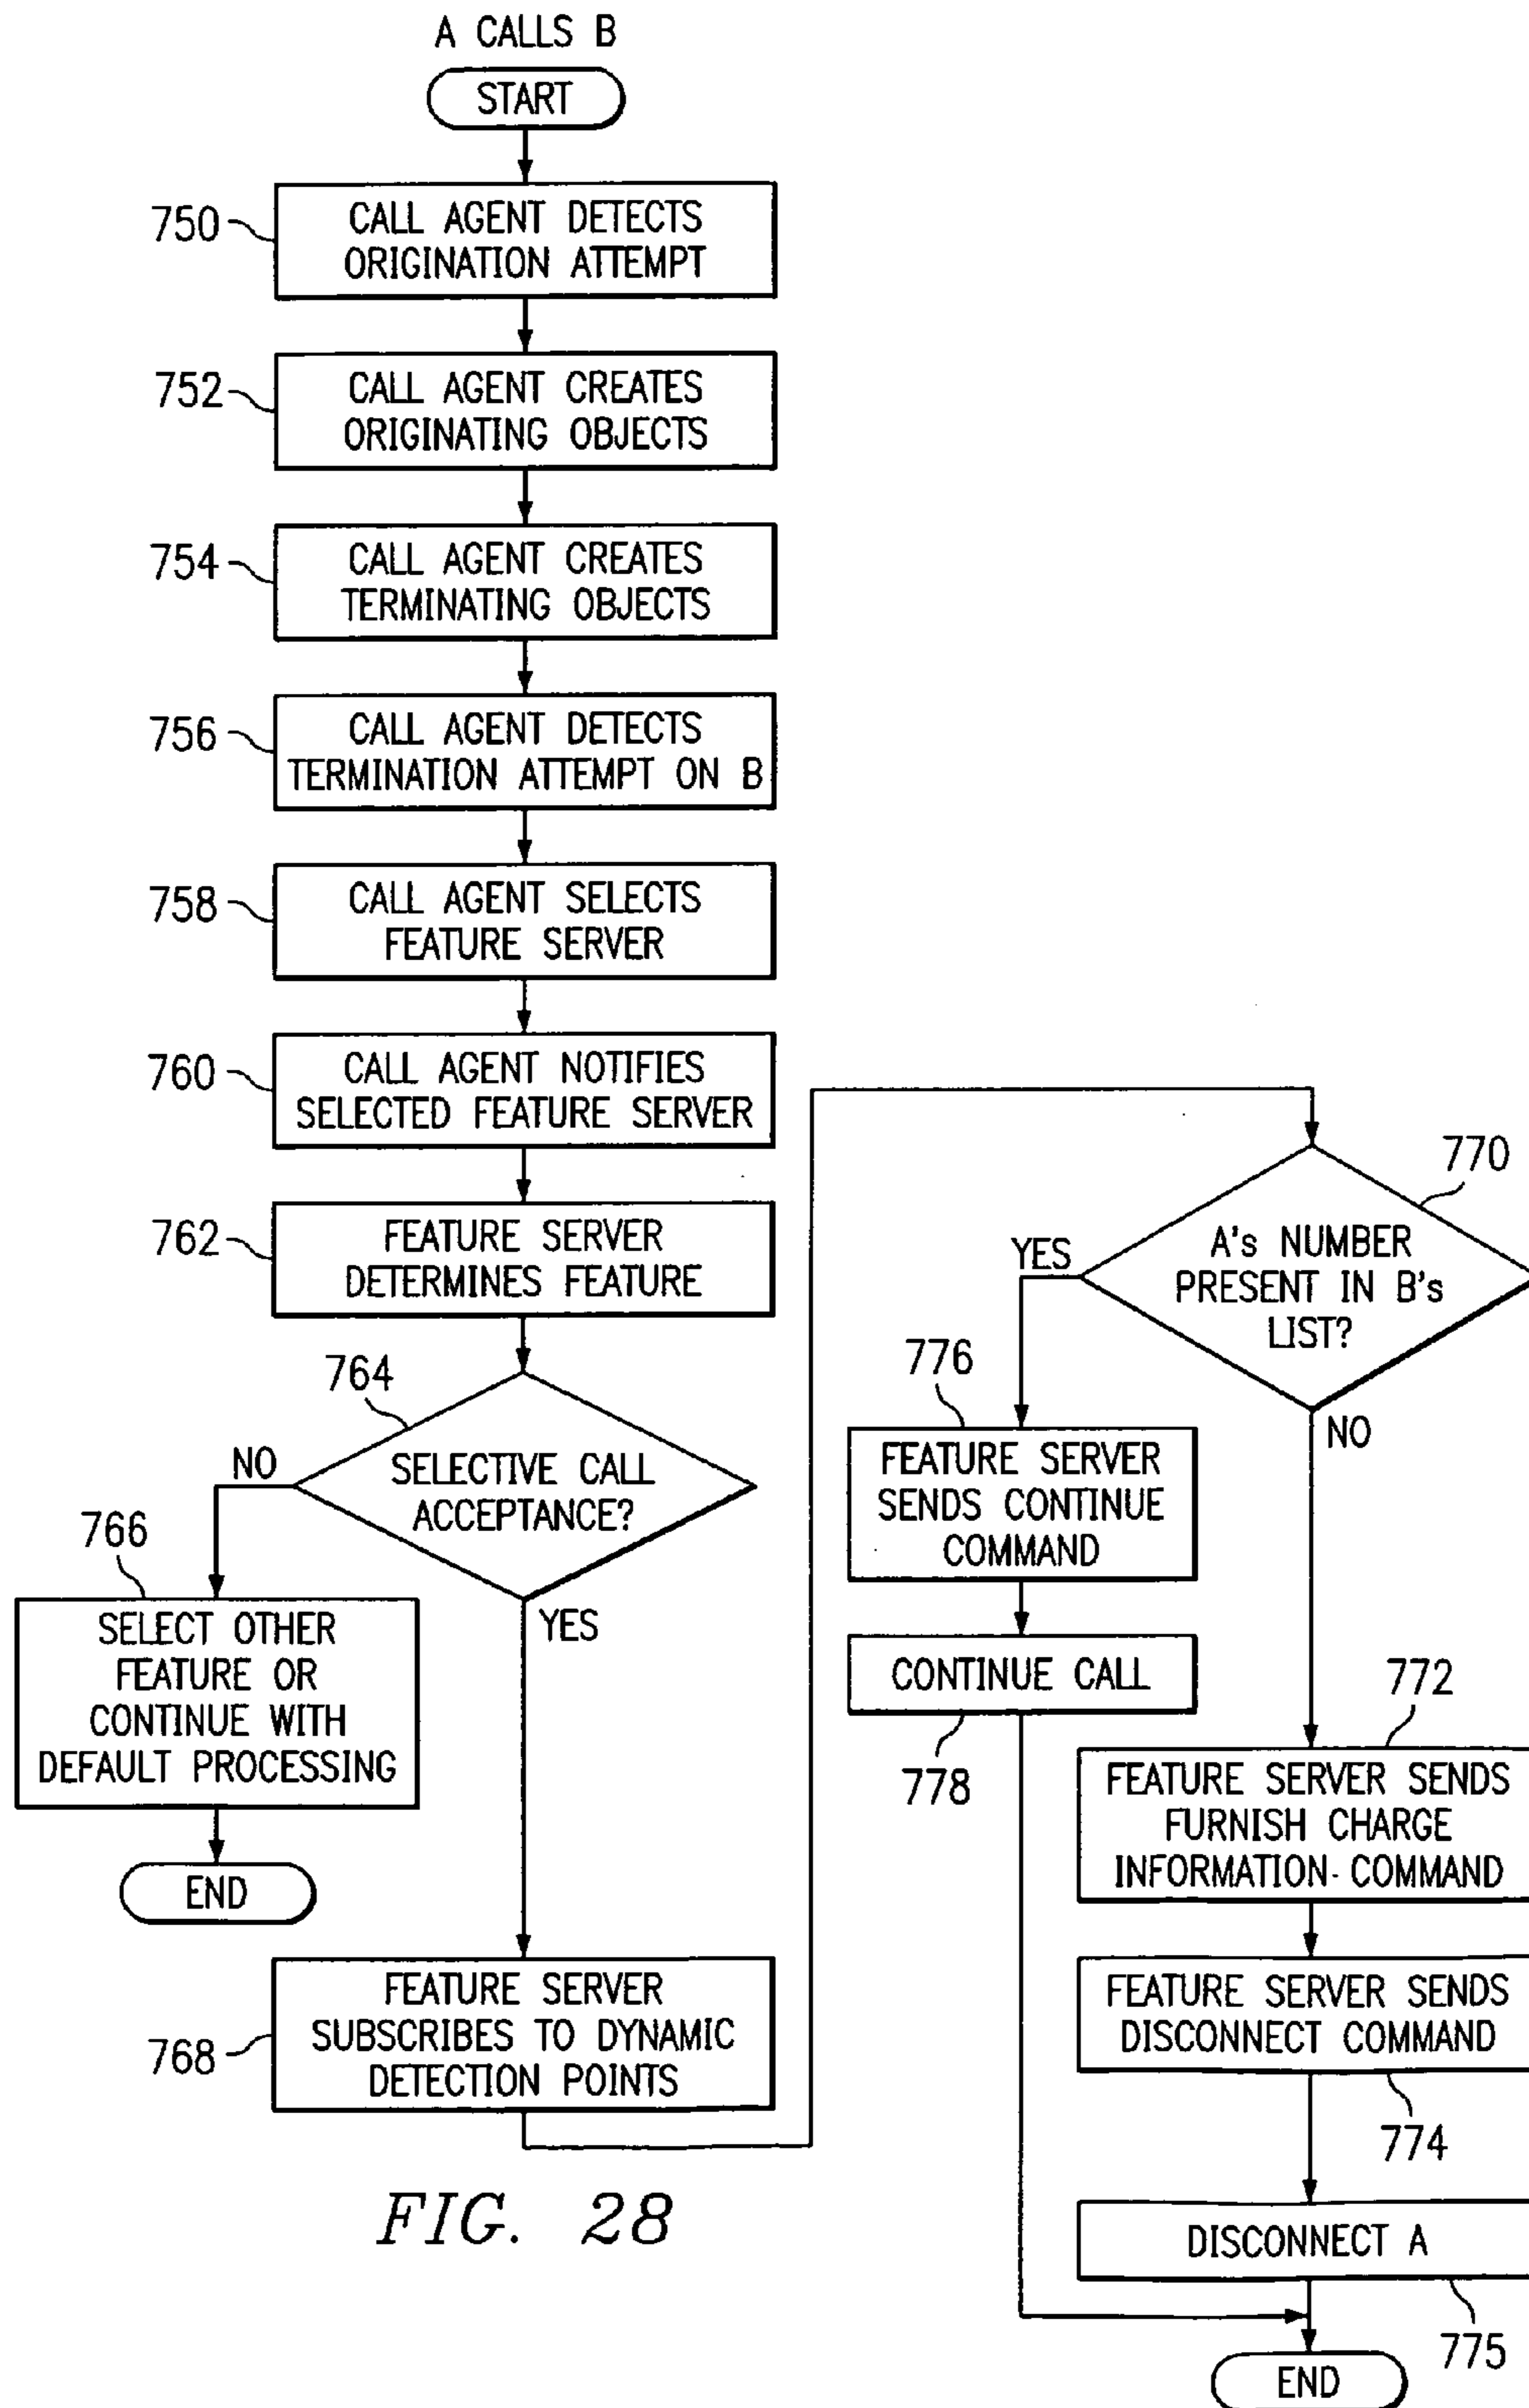 A CALLS B
START
750
CALL AGENT DETECTS
ORIGINATION ATTEMPT
752
CALL AGENT CREATES
ORIGINATING OBJECTS
754
CALL AGENT CREATES
TERMINATING OBJECTS
756
CALL AGENT DETECTS
TERMINATION ATTEMPT ON B
758
CALL AGENT SELECTS
FEATURE SERVER
760
CALL AGENT NOTIFIES
SELECTED FEATURE SERVER
762
FEATURE SERVER
DETERMINES FEATURE
764
SELECTIVE CALL
ACCEPTANCE?
NO
YES
766
SELECT OTHER
FEATURE OR
CONTINUE WITH
DEFAULT PROCESSING
END
768
FEATURE SERVER
SUBSCRIBES TO DYNAMIC
DETECTION POINTS
770
A's NUMBER
PRESENT IN B's
LIST?
YES
NO
776
FEATURE SERVER
SENDS CONTINUE
COMMAND
CONTINUE CALL
778
772
FEATURE SERVER SENDS
FURNISH CHARGE
INFORMATION COMMAND
FEATURE SERVER SENDS
DISCONNECT COMMAND
774
DISCONNECT A
775
END
FIG. 28